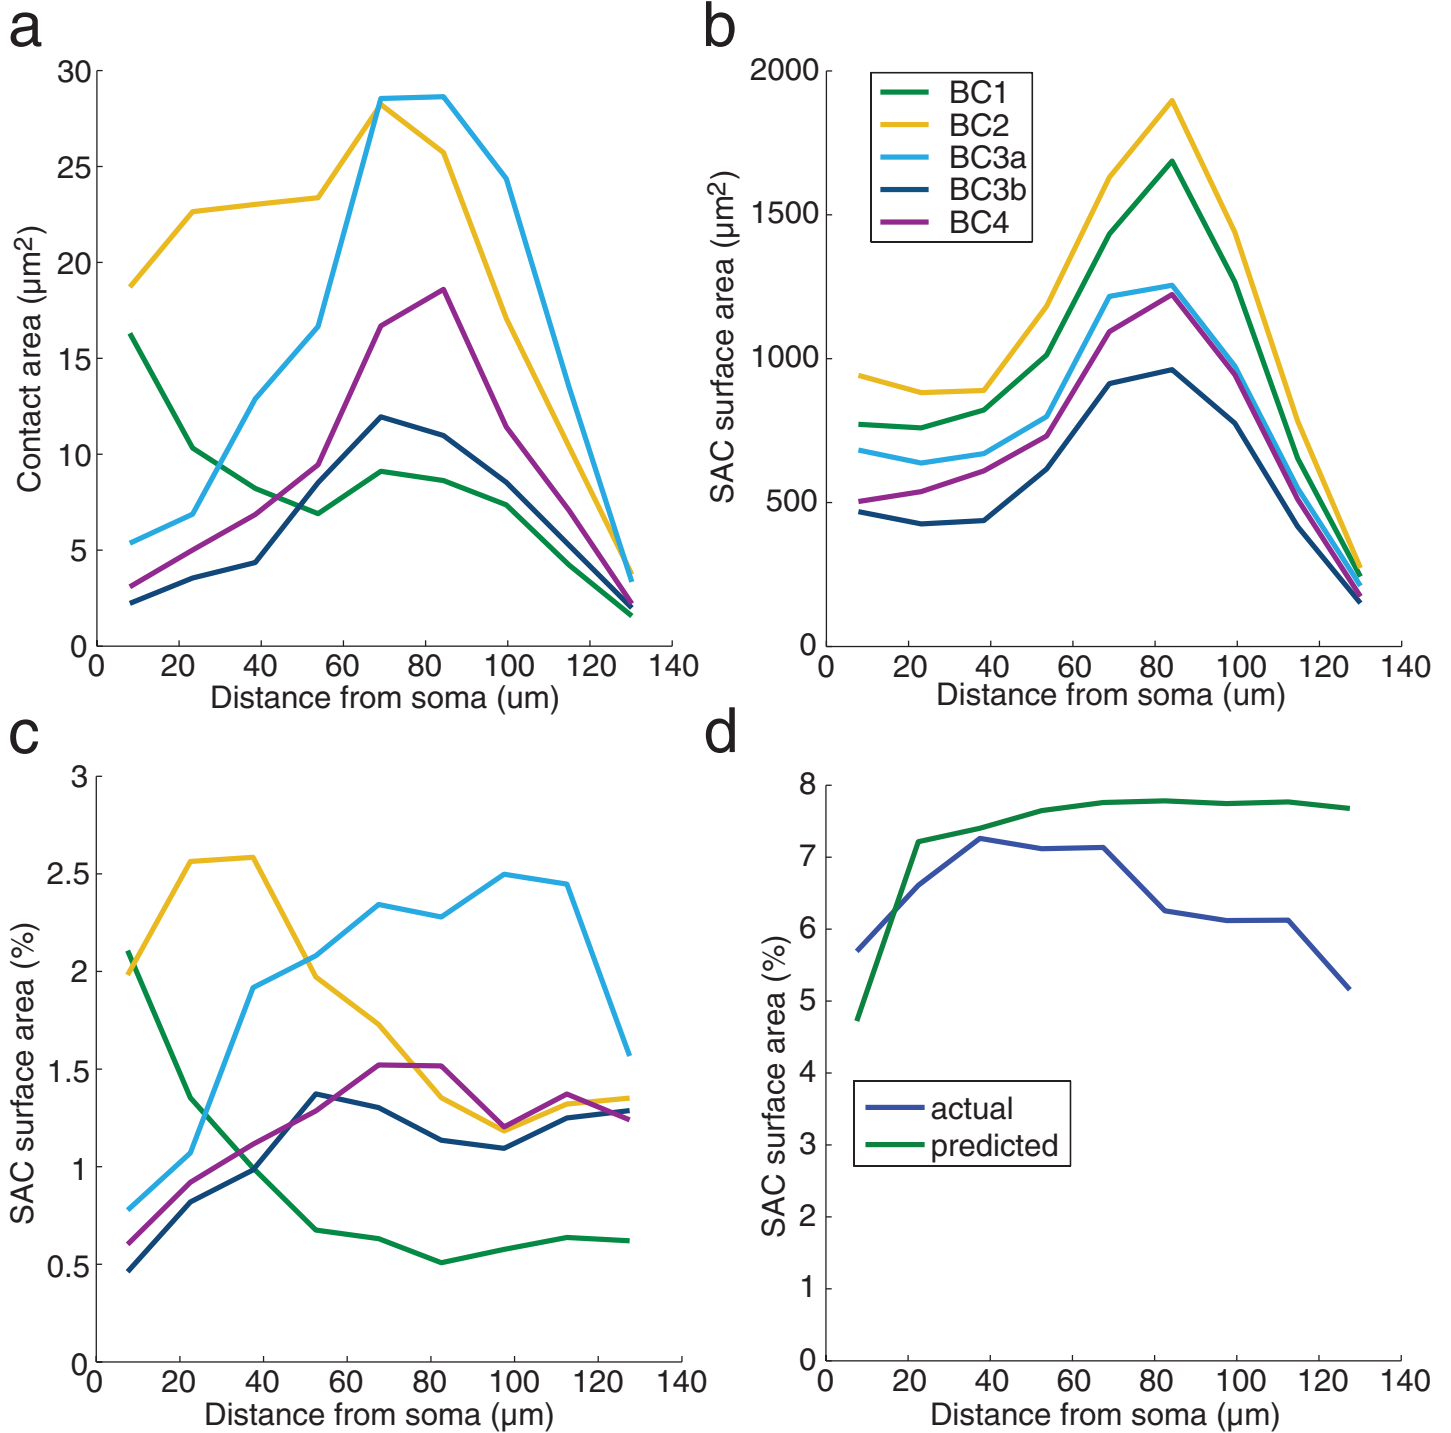 a
30
25
20
15
10
5
0
0 20 40 60 80 100 120 140
Contact area (µm²)
Distance from soma (um)
b
2000
1500
1000
500
0
0 20 40 60 80 100 120 140
SAC surface area (µm²)
Distance from soma (um)
BC1
BC2
BC3a
BC3b
BC4
c
3
2.5
2
1.5
1
0.5
0
0 20 40 60 80 100 120 140
SAC surface area (%)
Distance from soma (µm)
d
8
7
6
5
4
3
2
1
0
0 20 40 60 80 100 120 140
SAC surface area (%)
Distance from soma (µm)
actual
predicted